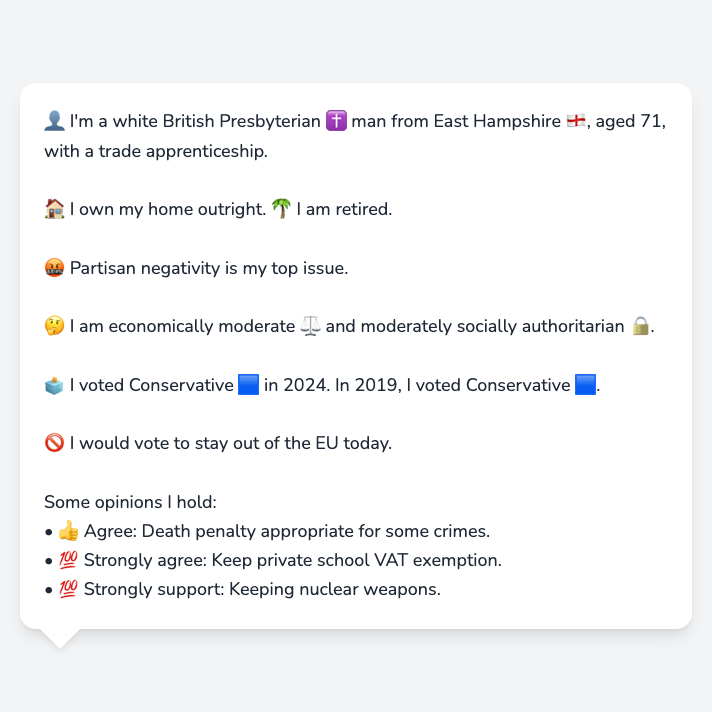 👤 I'm a white British Presbyterian ✝️ man from East Hampshire 🏴󠁧󠁢󠁥󠁮󠁧󠁿, aged 71,
with a trade apprenticeship.
🏠 I own my home outright. 🌴 I am retired.
🤬 Partisan negativity is my top issue.
🤔 I am economically moderate ⚖️ and moderately socially authoritarian 🔒.
🗳️ I voted Conservative 🟦 in 2024. In 2019, I voted Conservative 🟦.
🚫 I would vote to stay out of the EU today.
Some opinions I hold:
• 👍 Agree: Death penalty appropriate for some crimes.
• 💯 Strongly agree: Keep private school VAT exemption.
• 💯 Strongly support: Keeping nuclear weapons.